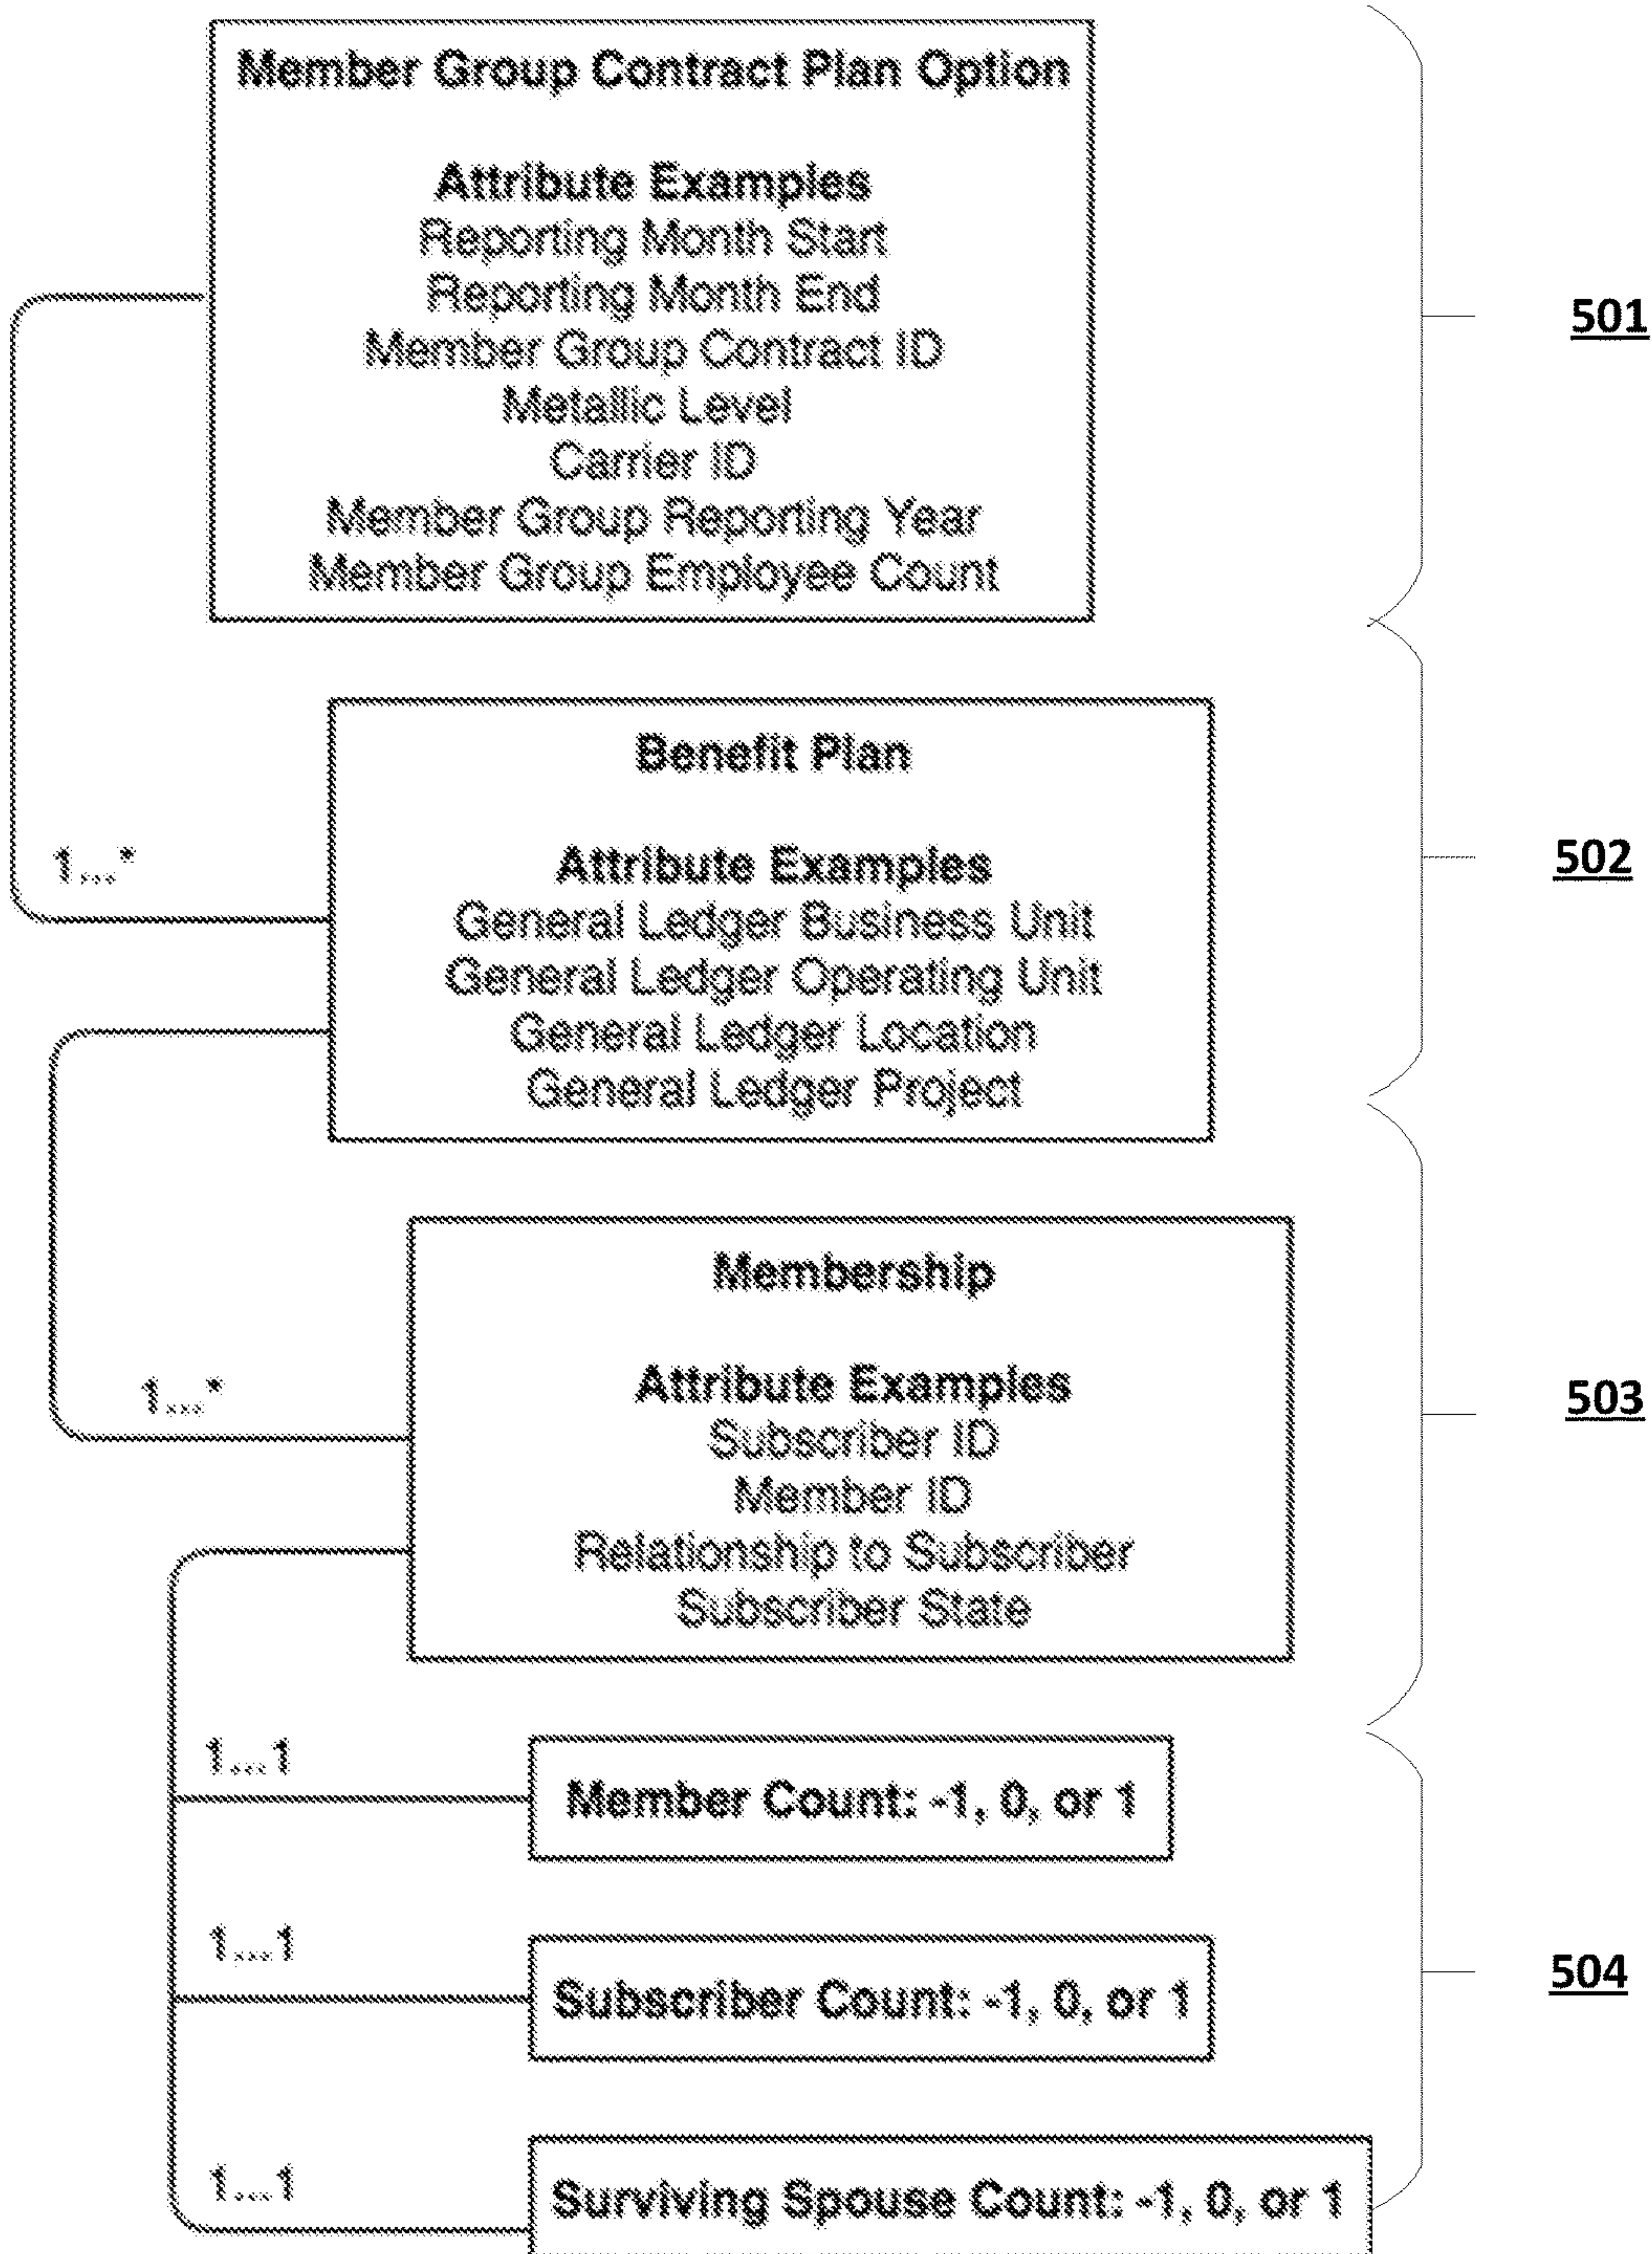 Member Group Contract Plan Option
Attribute Examples
Reporting Month Start
Reporting Month End
Member Group Contract ID
Metallic Level
Carrier ID
Member Group Reporting Year
Member Group Employee Count
501
Benefit Plan
Attribute Examples
General Ledger Business Unit
General Ledger Operating Unit
General Ledger Location
General Ledger Project
1...*
502
Membership
Attribute Examples
Subscriber ID
Member ID
Relationship to Subscriber
Subscriber State
1...*
503
1...1
Member Count: -1, 0, or 1
1...1
Subscriber Count: -1, 0, or 1
504
1...1
Surviving Spouse Count: -1, 0, or 1